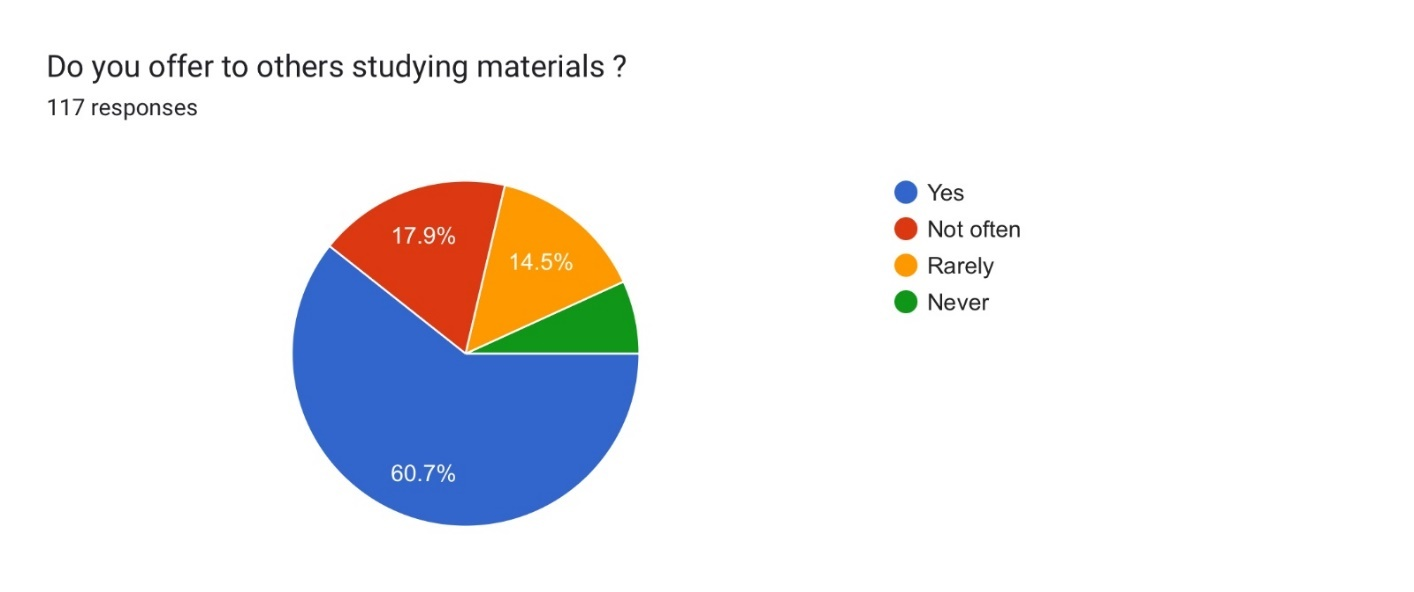 Do you offer to others studying materials ?
117 responses
17.9%
14.5%
60.7%
Yes
Not often
Rarely
Never